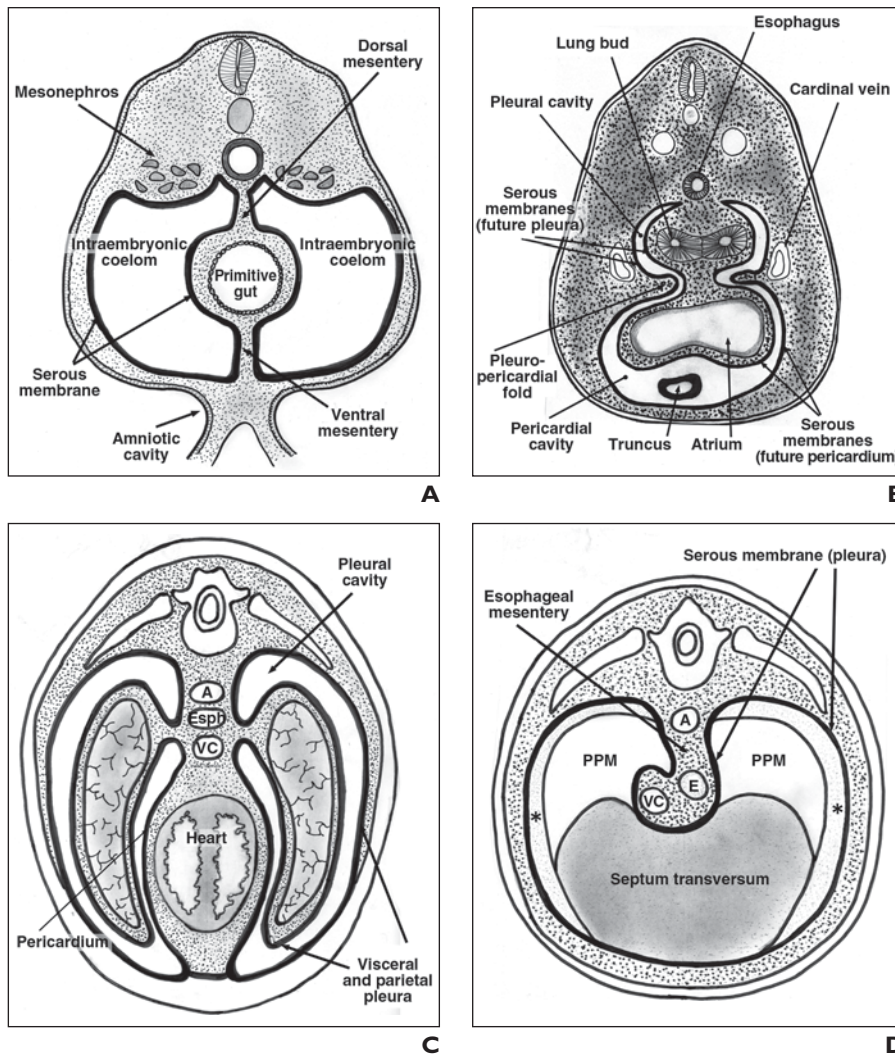 Dorsal
mesentery
Mesonephros
Intraembryonic
coelom
Intraembryonic
coelom
Primitive
gut
Serous
membrane
Ventral
mesentery
Amniotic
cavity
A
Esophagus
Lung bud
Cardinal vein
Pleural cavity
Serous
membranes
(future pleura)
Pleuro-
pericardial
fold
Pericardial
cavity
Truncus
Atrium
Serous
membranes
(future pericardium)
Pleural
cavity
A
Esph
VC
Heart
Pericardium
Visceral
and parietal
pleura
C
Serous membrane (pleura)
Esophageal
mesentery
A
PPM
PPM
E
VC
*
*
Septum transversum